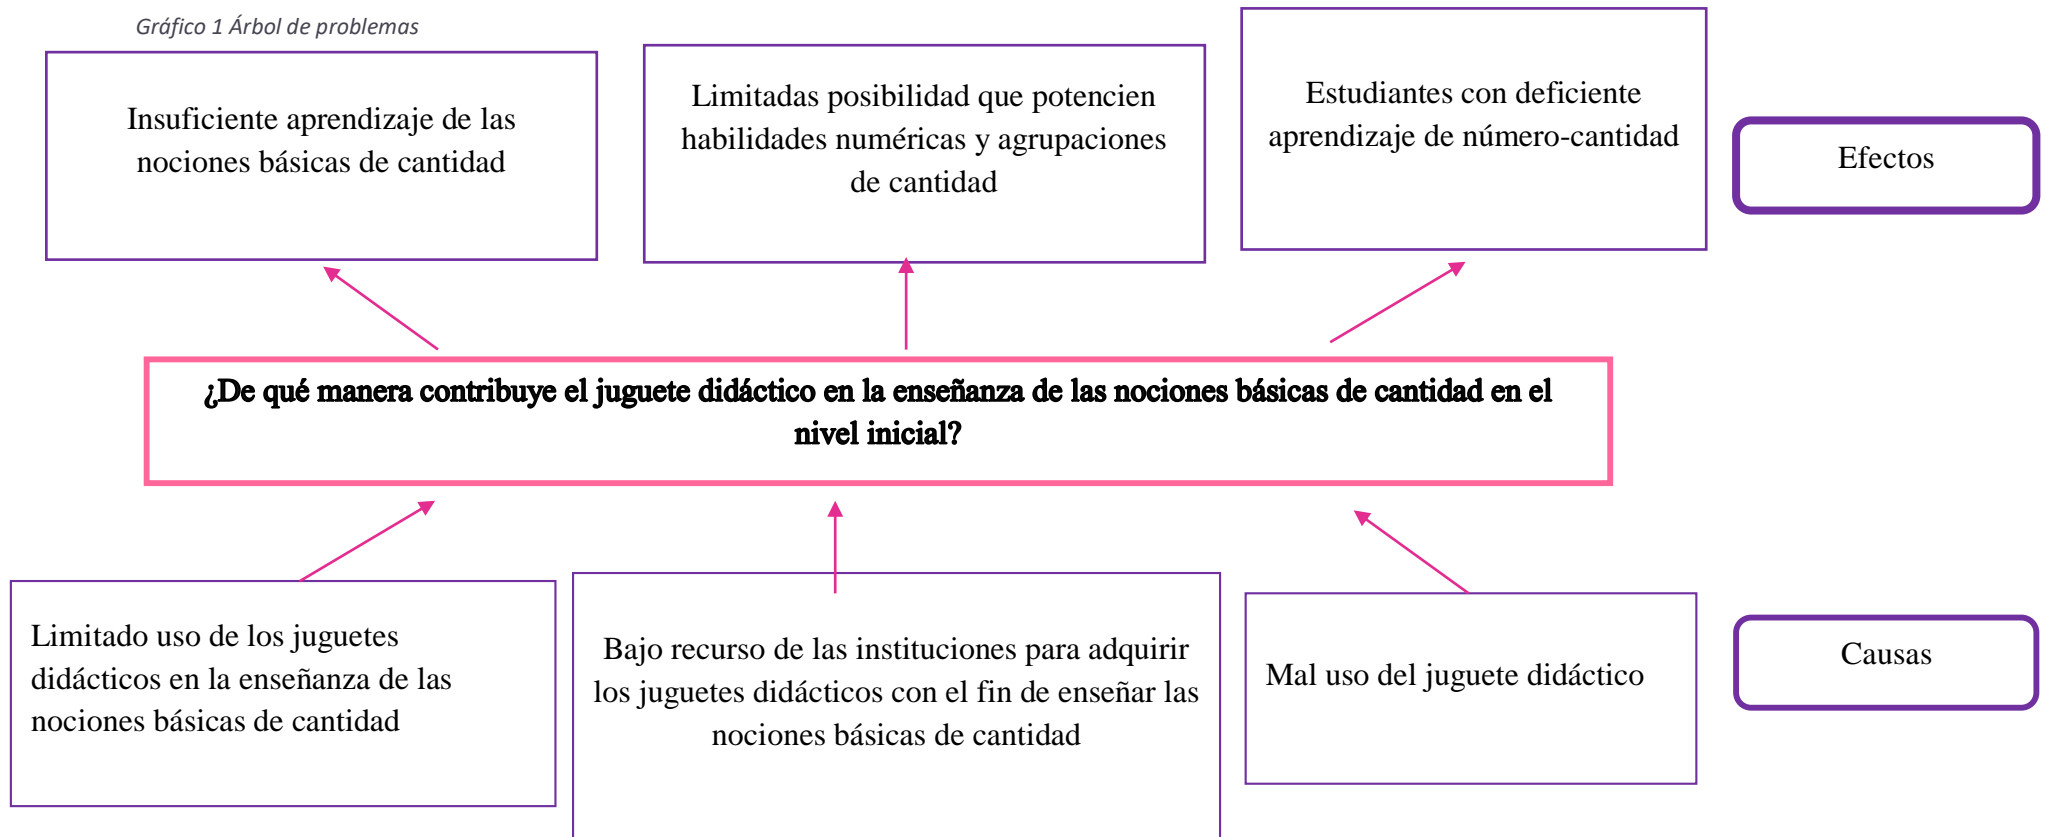 Gráfico 1 Árbol de problemas
Insuficiente aprendizaje de las
nociones básicas de cantidad
Limitadas posibilidad que potencien
habilidades numéricas y agrupaciones
de cantidad
Estudiantes con deficiente
aprendizaje de número-cantidad
Efectos
¿De qué manera contribuye el juguete didáctico en la enseñanza de las nociones básicas de cantidad en el
nivel inicial?
Limitado uso de los juguetes
didácticos en la enseñanza de las
nociones básicas de cantidad
Bajo recurso de las instituciones para adquirir
los juguetes didácticos con el fin de enseñar las
nociones básicas de cantidad
Mal uso del juguete didáctico
Causas